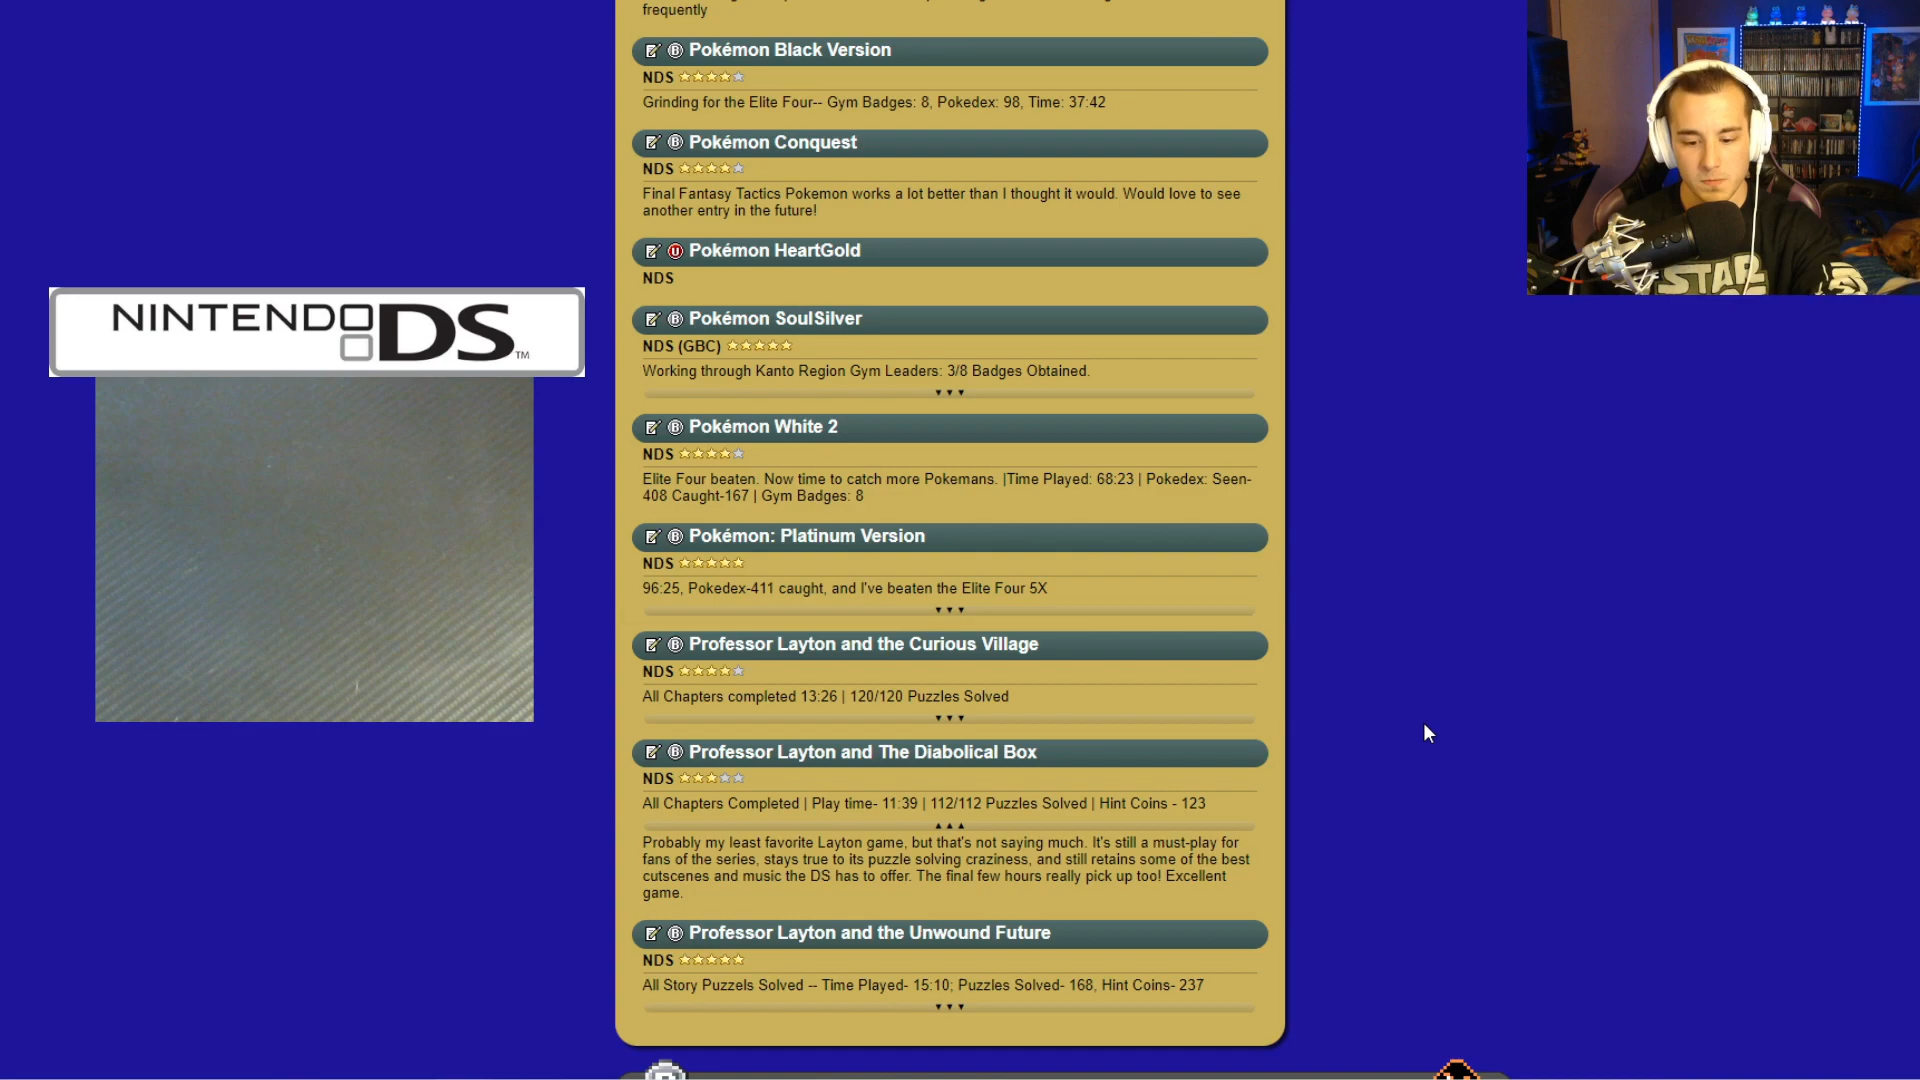 frequently
B Pokémon Black Version
NDS
Grinding for the Elite Four-- Gym Badges: 8, Pokedex: 98, Time: 37:42
B Pokémon Conquest
NDS
Final Fantasy Tactics Pokemon works a lot better than I thought it would. Would love to see
another entry in the future!
U Pokémon HeartGold
NDS
B Pokémon SoulSilver
NDS (GBC)
Working through Kanto Region Gym Leaders: 3/8 Badges Obtained.
B Pokémon White 2
NDS
Elite Four beaten. Now time to catch more Pokemans. |Time Played: 68:23 | Pokedex: Seen-
408 Caught-167 | Gym Badges: 8
B Pokémon: Platinum Version
NDS
96:25, Pokedex-411 caught, and I've beaten the Elite Four 5X
B Professor Layton and the Curious Village
NDS
All Chapters completed 13:26 | 120/120 Puzzles Solved
B Professor Layton and The Diabolical Box
NDS
All Chapters Completed | Play time- 11:39 | 112/112 Puzzles Solved | Hint Coins - 123
Probably my least favorite Layton game, but that's not saying much. It's still a must-play for
fans of the series, stays true to its puzzle solving craziness, and still retains some of the best
cutscenes and music the DS has to offer. The final few hours really pick up too! Excellent
game.
B Professor Layton and the Unwound Future
NDS
All Story Puzzels Solved -- Time Played- 15:10; Puzzles Solved- 168, Hint Coins- 237
NINTENDO DS TM
STAR